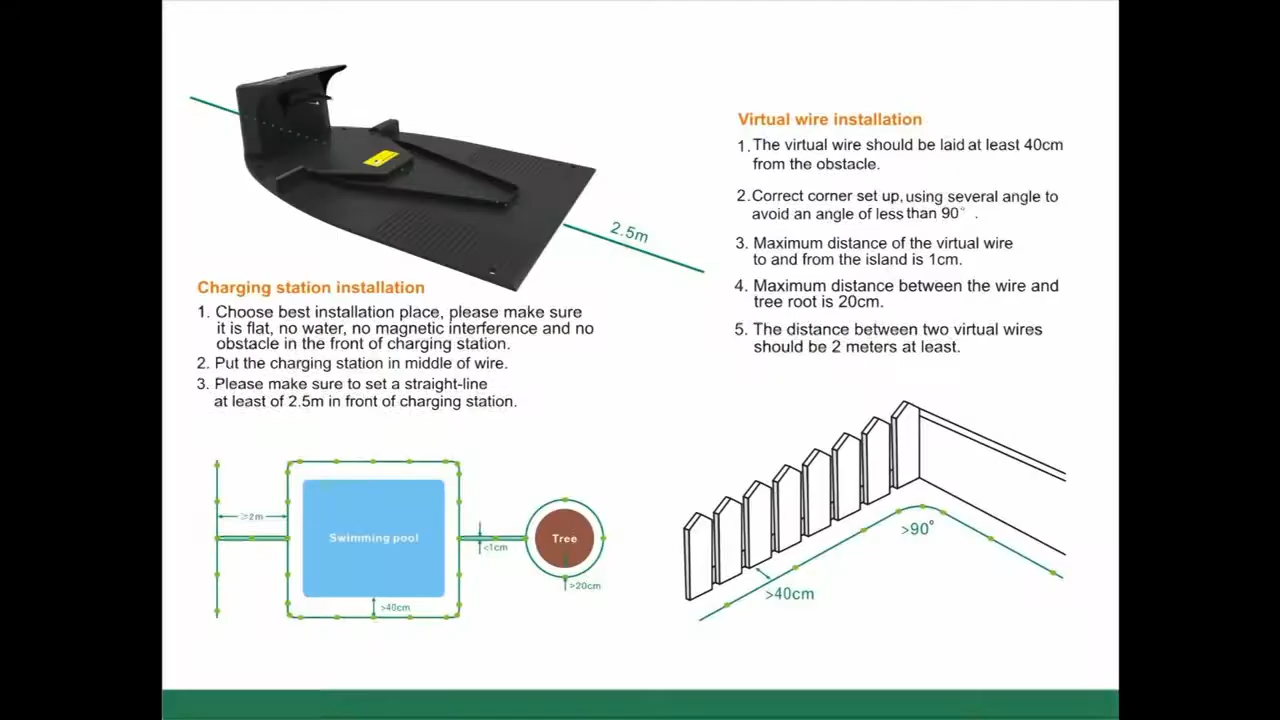 2.5m
Charging station installation
1. Choose best installation place, please make sure
it is flat, no water, no magnetic interference and no
obstacle in the front of charging station.
2. Put the charging station in middle of wire.
3. Please make sure to set a straight-line
at least of 2.5m in front of charging station.
Virtual wire installation
1. The virtual wire should be laid at least 40cm
from the obstacle.
2. Correct corner set up, using several angle to
avoid an angle of less than 90° .
3. Maximum distance of the virtual wire
to and from the island is 1cm.
4. Maximum distance between the wire and
tree root is 20cm.
5. The distance between two virtual wires
should be 2 meters at least.
≥2m
Swimming pool
>40cm
<1cm
Tree
>20cm
>90°
>40cm